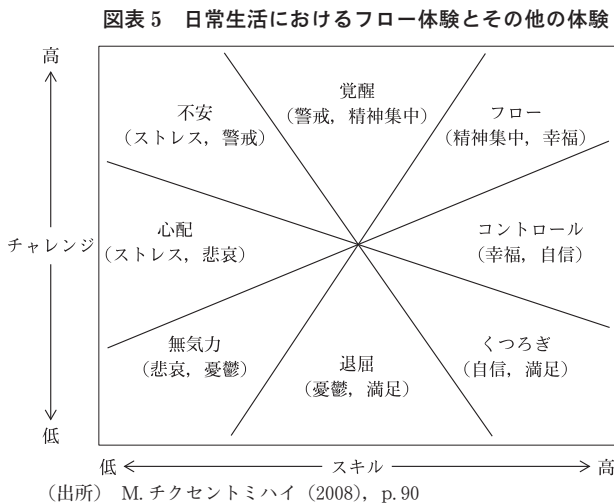 図表5 日常生活におけるフロー体験とその他の体験
高
覚醒
(警戒, 精神集中)
不安
(ストレス, 警戒)
フロー
(精神集中, 幸福)
チャレンジ
心配
(ストレス, 悲哀)
コントロール
(幸福, 自信)
無気力
(悲哀, 憂鬱)
退屈
(憂鬱, 満足)
くつろぎ
(自信, 満足)
低
低 スキル 高
(出所) M.チクセントミハイ (2008), p.90